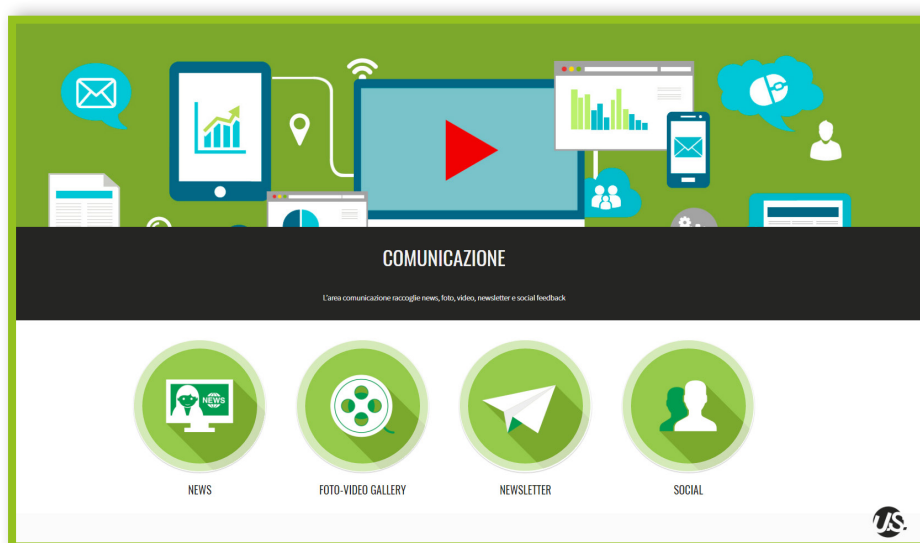 COMUNICAZIONE
L'area comunicazione raccoglie news, foto, video, newsletter e social feedback
NEWS
NEWS
FOTO-VIDEO GALLERY
NEWSLETTER
SOCIAL
U.S.